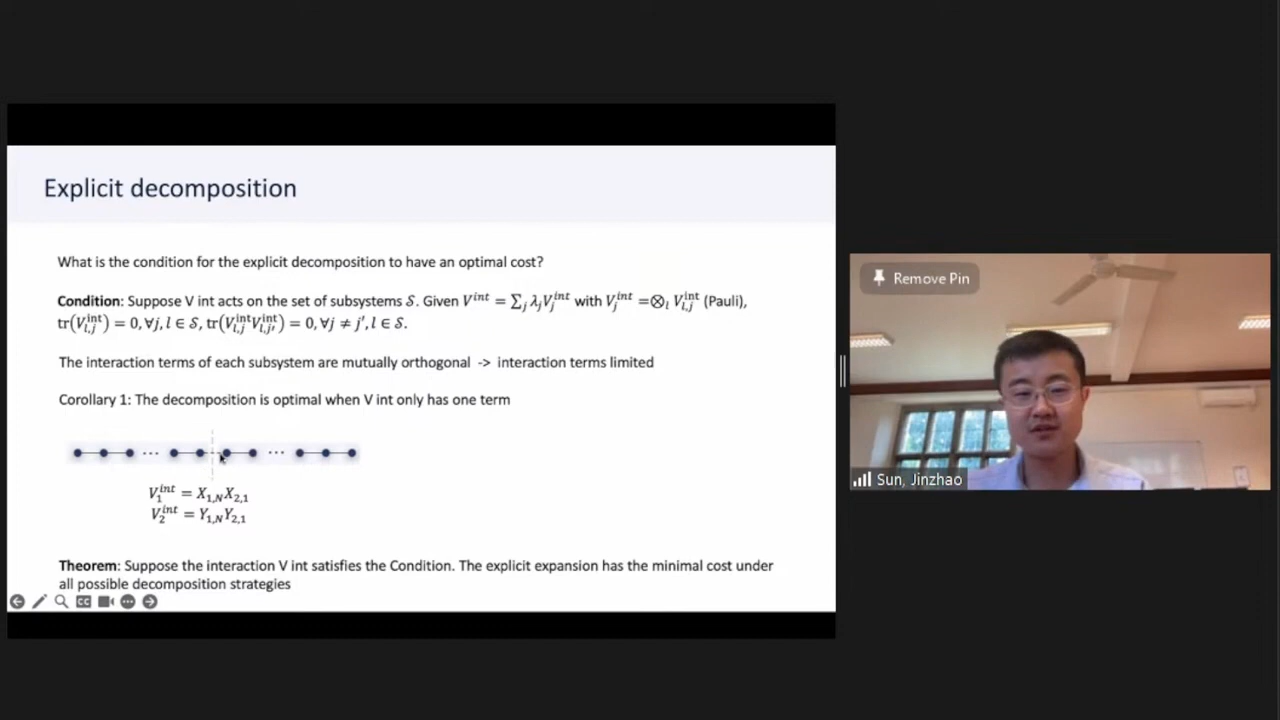 Explicit decomposition
What is the condition for the explicit decomposition to have an optimal cost?
Condition: Suppose V int acts on the set of subsystems 𝒮. Given V^{int} = ∑_j λ_j V_j^{int} with V_j^{int} =⊗_l V_{l,j}^{int} (Pauli),
tr(V_{l,j}^{int}) = 0, ∀j, l ∈ 𝒮, tr(V_{l,j}^{int} V_{l,j'}^{int}) = 0, ∀j ≠ j', l ∈ 𝒮.
The interaction terms of each subsystem are mutually orthogonal -> interaction terms limited
Corollary 1: The decomposition is optimal when V int only has one term
... ...
V_1^{int} = X_{1,N}X_{2,1}
V_2^{int} = Y_{1,N}Y_{2,1}
Theorem: Suppose the interaction V int satisfies the Condition. The explicit expansion has the minimal cost under
all possible decomposition strategies
CC
Remove Pin
Sun, Jinzhao